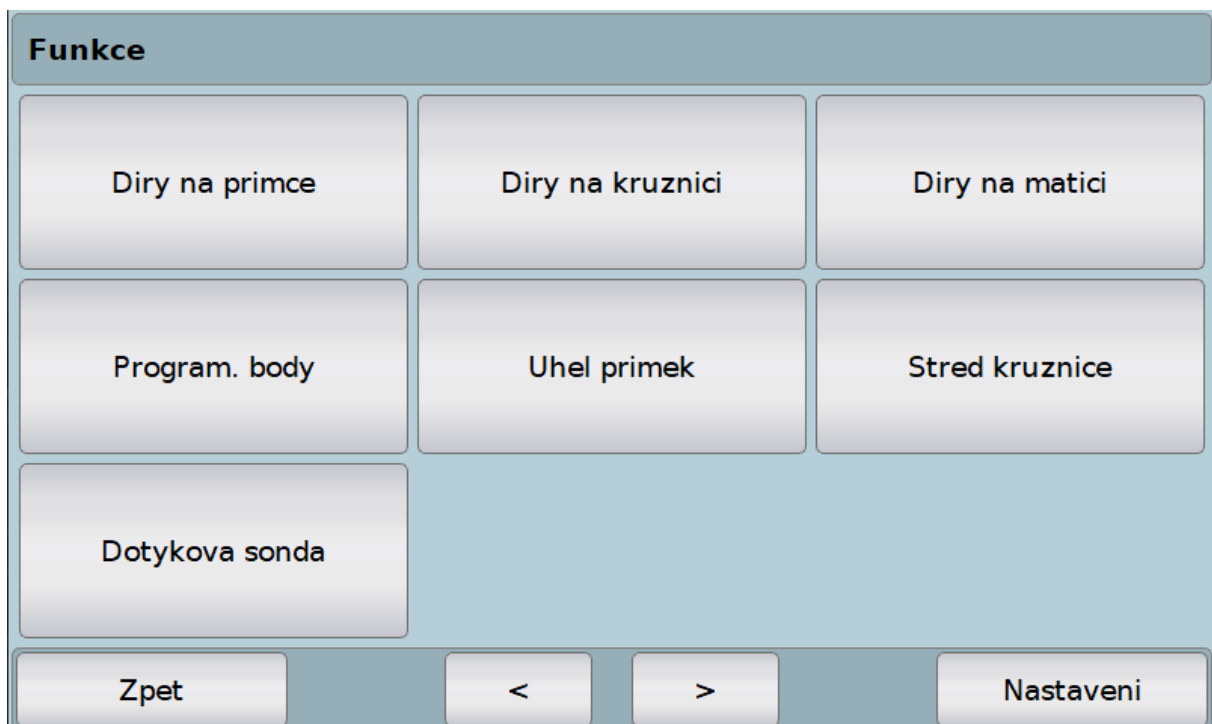 Funkce
Diry na primce
Diry na kruznici
Diry na matici
Program. body
Uhel primek
Stred kruznice
Dotykova sonda
Zpet
<
>
Nastaveni